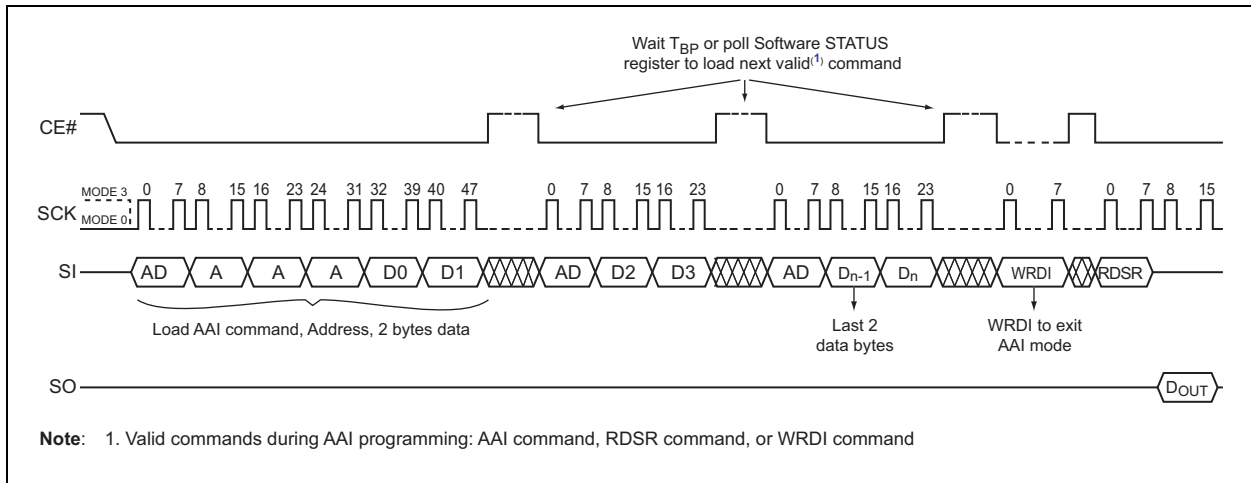 Wait TBP or poll Software STATUS
register to load next valid(1) command
CE#
MODE 3
MODE 0
SCK
0 7 8 15 16 23 24 31 32 39 40 47 0 7 8 15 16 23 0 7 8 15 16 23 0 7 0 7 8 15
SI
AD A A A D0 D1 AD D2 D3 AD Dn-1 Dn WRDI RDSR
Load AAI command, Address, 2 bytes data
Last 2
data bytes
WRDI to exit
AAI mode
SO
DOUT
Note: 1. Valid commands during AAI programming: AAI command, RDSR command, or WRDI command